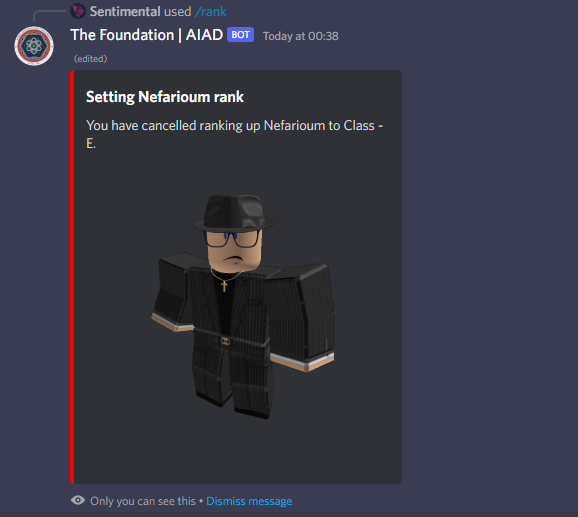 Sentimental used /rank
The Foundation | AIAD BOT Today at 00:38
(edited)
Setting Nefarioum rank
You have cancelled ranking up Nefarioum to Class -
E.
Only you can see this • Dismiss message